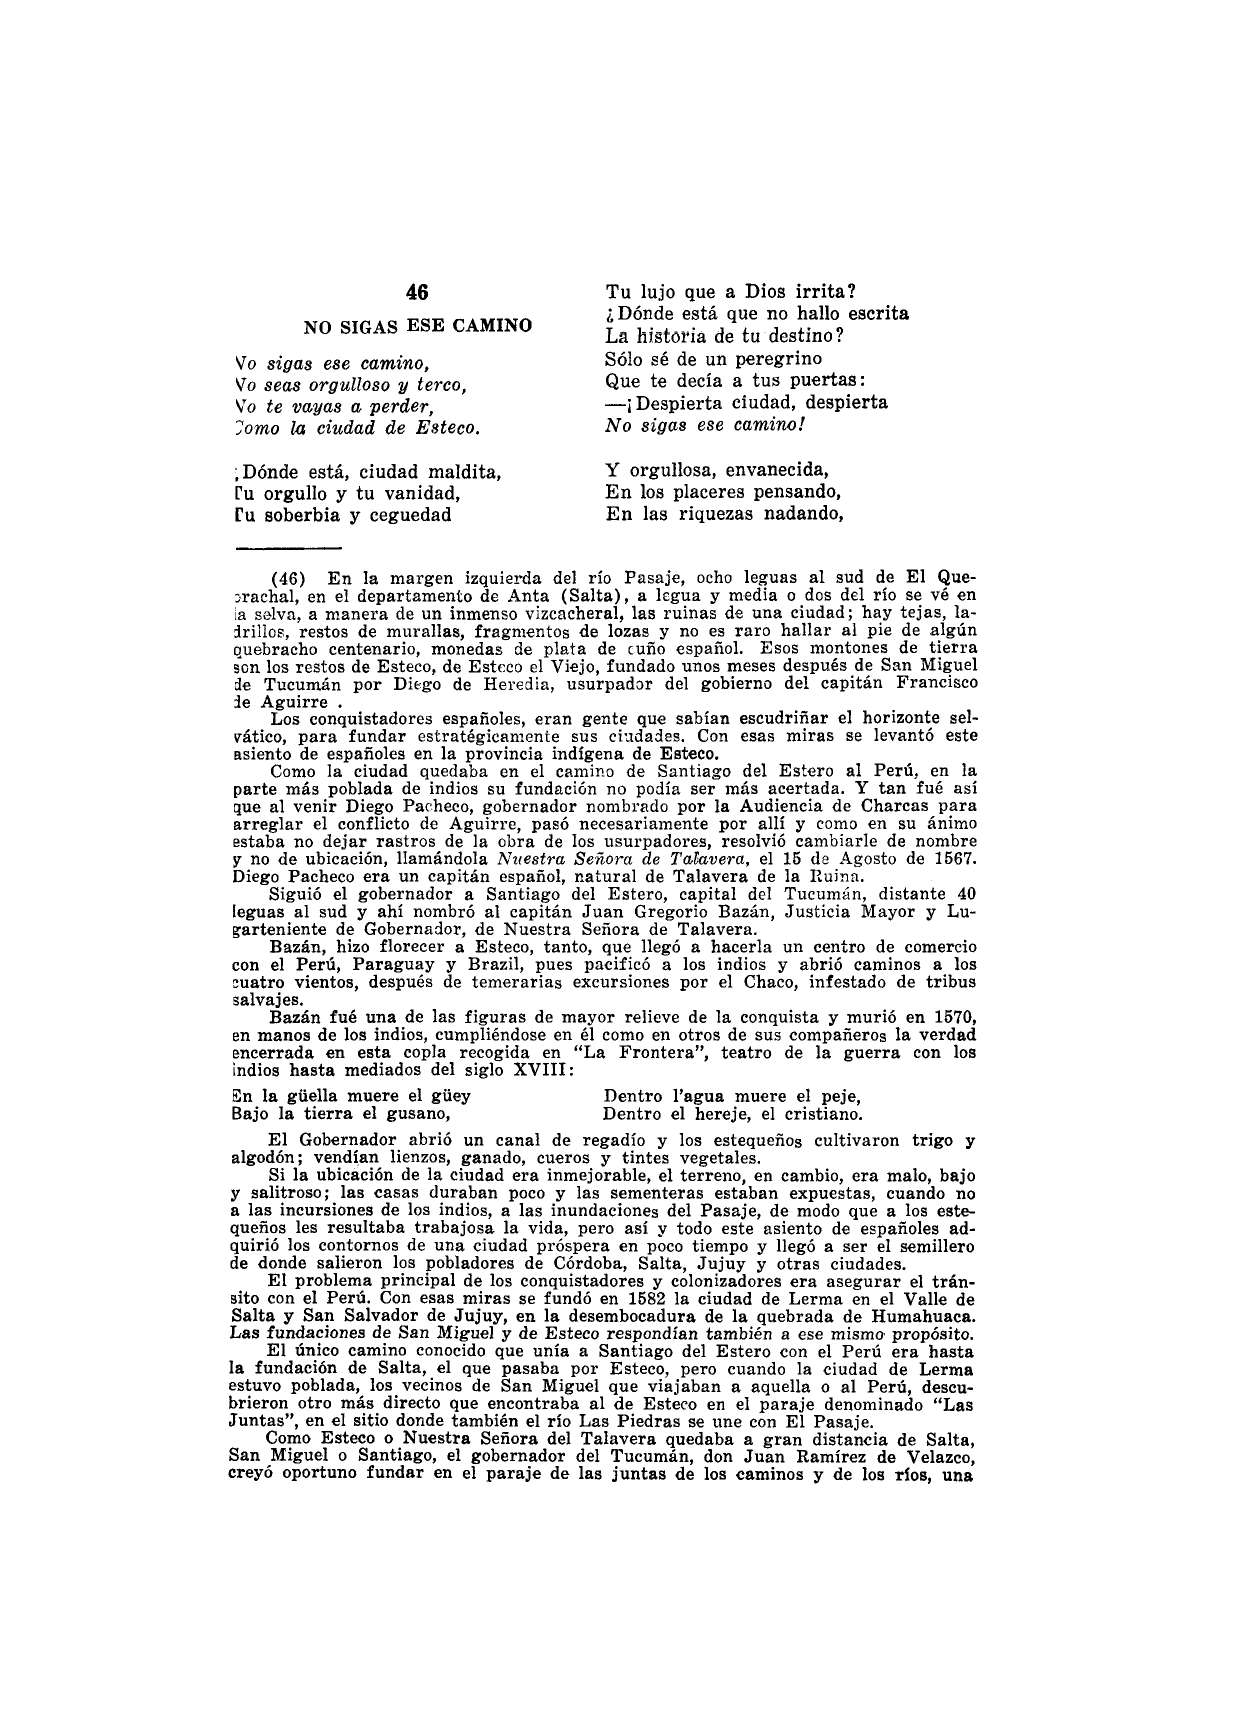 46
NO SIGAS ESE CAMINO
No sigas ese camino,
No seas orgulloso y terco,
No te vayas a perder,
Como la ciudad de Esteco.
¿Dónde está, ciudad maldita,
Tu orgullo y tu vanidad,
Tu soberbia y ceguedad
Tu lujo que a Dios irrita?
¿Dónde está que no hallo escrita
La historia de tu destino?
Sólo sé de un peregrino
Que te decía a tus puertas:
—¡Despierta ciudad, despierta
No sigas ese camino!
Y orgullosa, envanecida,
En los placeres pensando,
En las riquezas nadando,
(46) En la margen izquierda del río Pasaje, ocho leguas al sud de El Que-
brachal, en el departamento de Anta (Salta), a legua y media o dos del río se vé en
la selva, a manera de un inmenso vizcacheral, las ruinas de una ciudad; hay tejas, la-
drillos, restos de murallas, fragmentos de lozas y no es raro hallar al pie de algún
quebracho centenario, monedas de plata de cuño español. Esos montones de tierra
son los restos de Esteco, de Esteco el Viejo, fundado unos meses después de San Miguel
de Tucumán por Diego de Heredia, usurpador del gobierno del capitán Francisco
de Aguirre .
Los conquistadores españoles, eran gente que sabían escudriñar el horizonte sel-
vático, para fundar estratégicamente sus ciudades. Con esas miras se levantó este
asiento de españoles en la provincia indígena de Esteco.
Como la ciudad quedaba en el camino de Santiago del Estero al Perú, en la
parte más poblada de indios su fundación no podía ser más acertada. Y tan fué así
que al venir Diego Pacheco, gobernador nombrado por la Audiencia de Charcas para
arreglar el conflicto de Aguirre, pasó necesariamente por allí y como en su ánimo
estaba no dejar rastros de la obra de los usurpadores, resolvió cambiarle de nombre
y no de ubicación, llamándola Nuestra Señora de Talavera, el 15 de Agosto de 1567.
Diego Pacheco era un capitán español, natural de Talavera de la Ruina.
Siguió el gobernador a Santiago del Estero, capital del Tucumán, distante 40
leguas al sud y ahí nombró al capitán Juan Gregorio Bazán, Justicia Mayor y Lu-
garteniente de Gobernador, de Nuestra Señora de Talavera.
Bazán, hizo florecer a Esteco, tanto, que llegó a hacerla un centro de comercio
con el Perú, Paraguay y Brazil, pues pacificó a los indios y abrió caminos a los
cuatro vientos, después de temerarias excursiones por el Chaco, infestado de tribus
salvajes.
Bazán fué una de las figuras de mayor relieve de la conquista y murió en 1570,
en manos de los indios, cumpliéndose en él como en otros de sus compañeros la verdad
encerrada en esta copla recogida en “La Frontera”, teatro de la guerra con los
indios hasta mediados del siglo XVIII:
En la güella muere el güey
Bajo la tierra el gusano,
Dentro l'agua muere el peje,
Dentro el hereje, el cristiano.
El Gobernador abrió un canal de regadío y los estequeños cultivaron trigo y
algodón; vendían lienzos, ganado, cueros y tintes vegetales.
Si la ubicación de la ciudad era inmejorable, el terreno, en cambio, era malo, bajo
y salitroso; las casas duraban poco y las sementeras estaban expuestas, cuando no
a las incursiones de los indios, a las inundaciones del Pasaje, de modo que a los este-
queños les resultaba trabajosa la vida, pero así y todo este asiento de españoles ad-
quirió los contornos de una ciudad próspera en poco tiempo y llegó a ser el semillero
de donde salieron los pobladores de Córdoba, Salta, Jujuy y otras ciudades.
El problema principal de los conquistadores y colonizadores era asegurar el trán-
sito con el Perú. Con esas miras se fundó en 1582 la ciudad de Lerma en el Valle de
Salta y San Salvador de Jujuy, en la desembocadura de la quebrada de Humahuaca.
Las fundaciones de San Miguel y de Esteco respondían también a ese mismo propósito.
El único camino conocido que unía a Santiago del Estero con el Perú era hasta
la fundación de Salta, el que pasaba por Esteco, pero cuando la ciudad de Lerma
estuvo poblada, los vecinos de San Miguel que viajaban a aquella o al Perú, descu-
brieron otro más directo que encontraba al de Esteco en el paraje denominado “Las
Juntas”, en el sitio donde también el río Las Piedras se une con El Pasaje.
Como Esteco o Nuestra Señora del Talavera quedaba a gran distancia de Salta,
San Miguel o Santiago, el gobernador del Tucumán, don Juan Ramírez de Velazco,
creyó oportuno fundar en el paraje de las juntas de los caminos y de los ríos, una